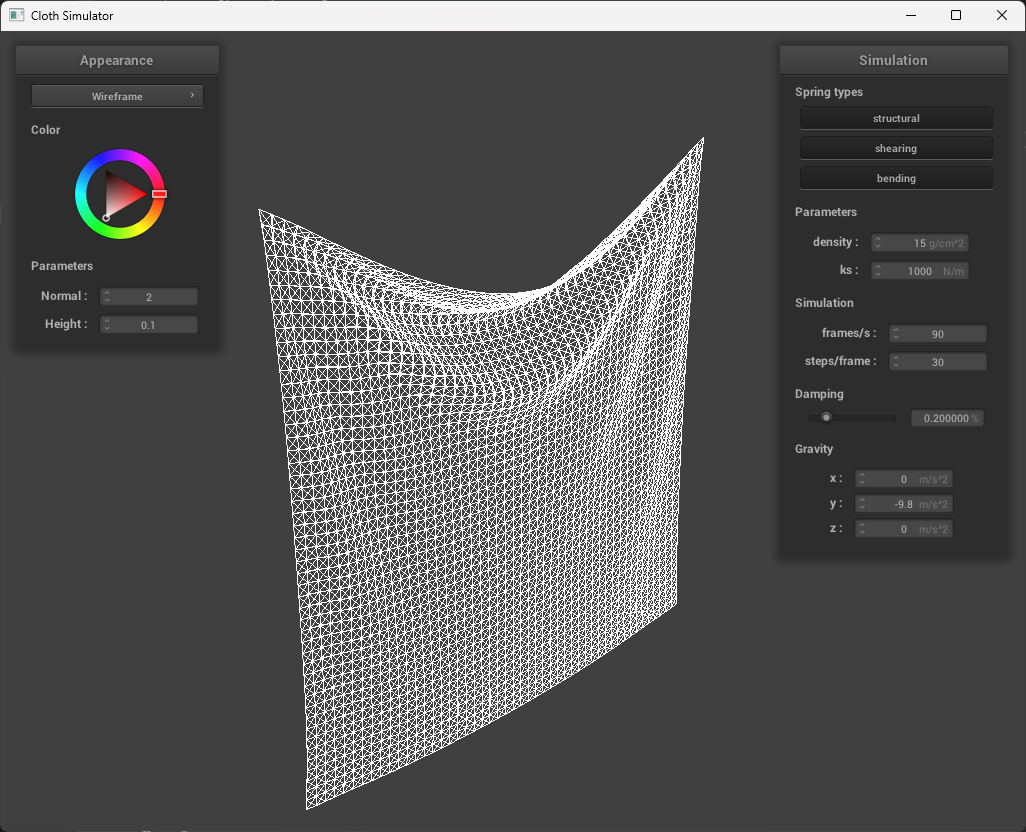 Cloth Simulator
Appearance
Wireframe
Color
Parameters
Normal : 2
Height : 0.1
Simulation
Spring types
structural
shearing
bending
Parameters
density : 15 g/cm^2
ks : 1000 N/m
Simulation
frames/s : 90
steps/frame : 30
Damping
0.200000 %
Gravity
x : 0 m/s^2
y : -9.8 m/s^2
z : 0 m/s^2